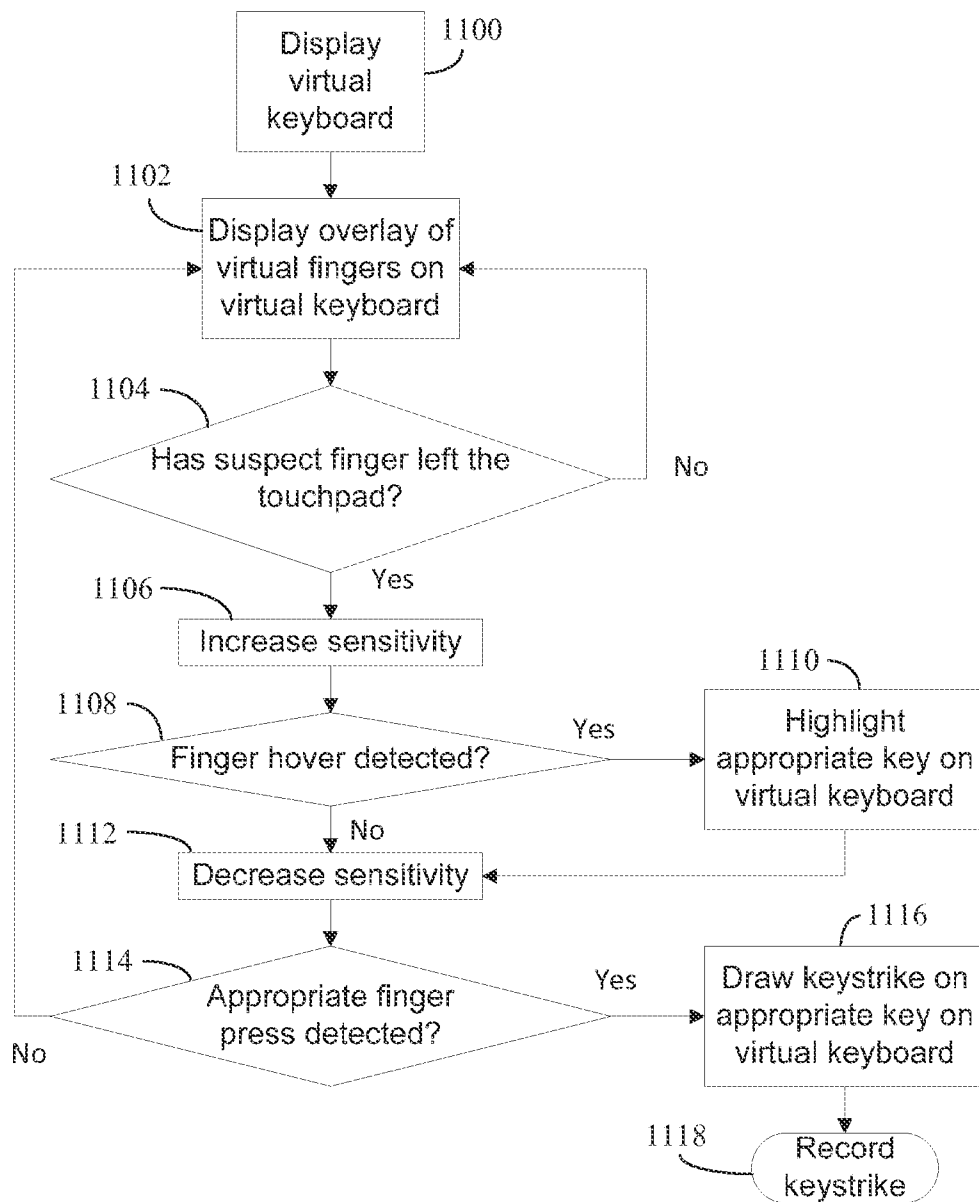 Display
virtual
keyboard
1100
1102
Display overlay of
virtual fingers on
virtual keyboard
1104
Has suspect finger left the
touchpad?
No
Yes
1106
Increase sensitivity
1108
Finger hover detected?
Yes
1110
Highlight
appropriate key on
virtual keyboard
No
1112
Decrease sensitivity
1114
Appropriate finger
press detected?
Yes
No
1116
Draw keystrike on
appropriate key on
virtual keyboard
1118
Record
keystrike